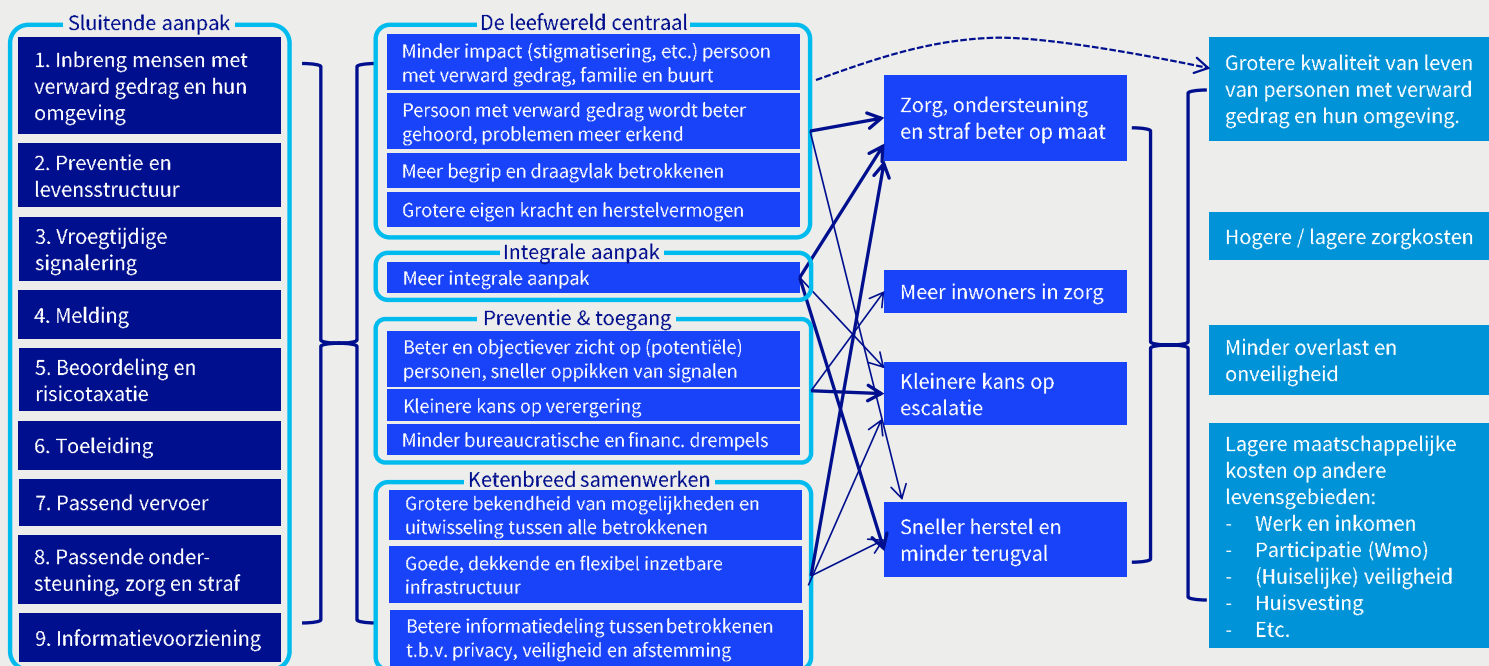 Sluitende aanpak
1. Inbreng mensen met
verward gedrag en hun
omgeving
2. Preventie en
levensstructuur
3. Vroegtijdige
signalering
4. Melding
5. Beoordeling en
risicotaxatie
6. Toeleiding
7. Passend vervoer
8. Passende onder-
steuning, zorg en straf
9. Informatievoorziening
De leefwereld centraal
Minder impact (stigmatisering, etc.) persoon
met verward gedrag, familie en buurt
Persoon met verward gedrag wordt beter
gehoord, problemen meer erkend
Meer begrip en draagvlak betrokkenen
Grotere eigen kracht en herstelvermogen
Integrale aanpak
Meer integrale aanpak
Preventie & toegang
Beter en objectiever zicht op (potentiële)
personen, sneller oppikken van signalen
Kleinere kans op verergering
Minder bureaucratische en financ. drempels
Ketenbreed samenwerken
Grotere bekendheid van mogelijkheden en
uitwisseling tussen alle betrokkenen
Goede, dekkende en flexibel inzetbare
infrastructuur
Betere informatiedeling tussen betrokkenen
t.b.v. privacy, veiligheid en afstemming
Zorg, ondersteuning
en straf beter op maat
Meer inwoners in zorg
Kleinere kans op
escalatie
Sneller herstel en
minder terugval
Grotere kwaliteit van leven
van personen met verward
gedrag en hun omgeving.
Hogere / lagere zorgkosten
Minder overlast en
onveiligheid
Lagere maatschappelijke
kosten op andere
levensgebieden:
- Werk en inkomen
- Participatie (Wmo)
- (Huiselijke) veiligheid
- Huisvesting
- Etc.